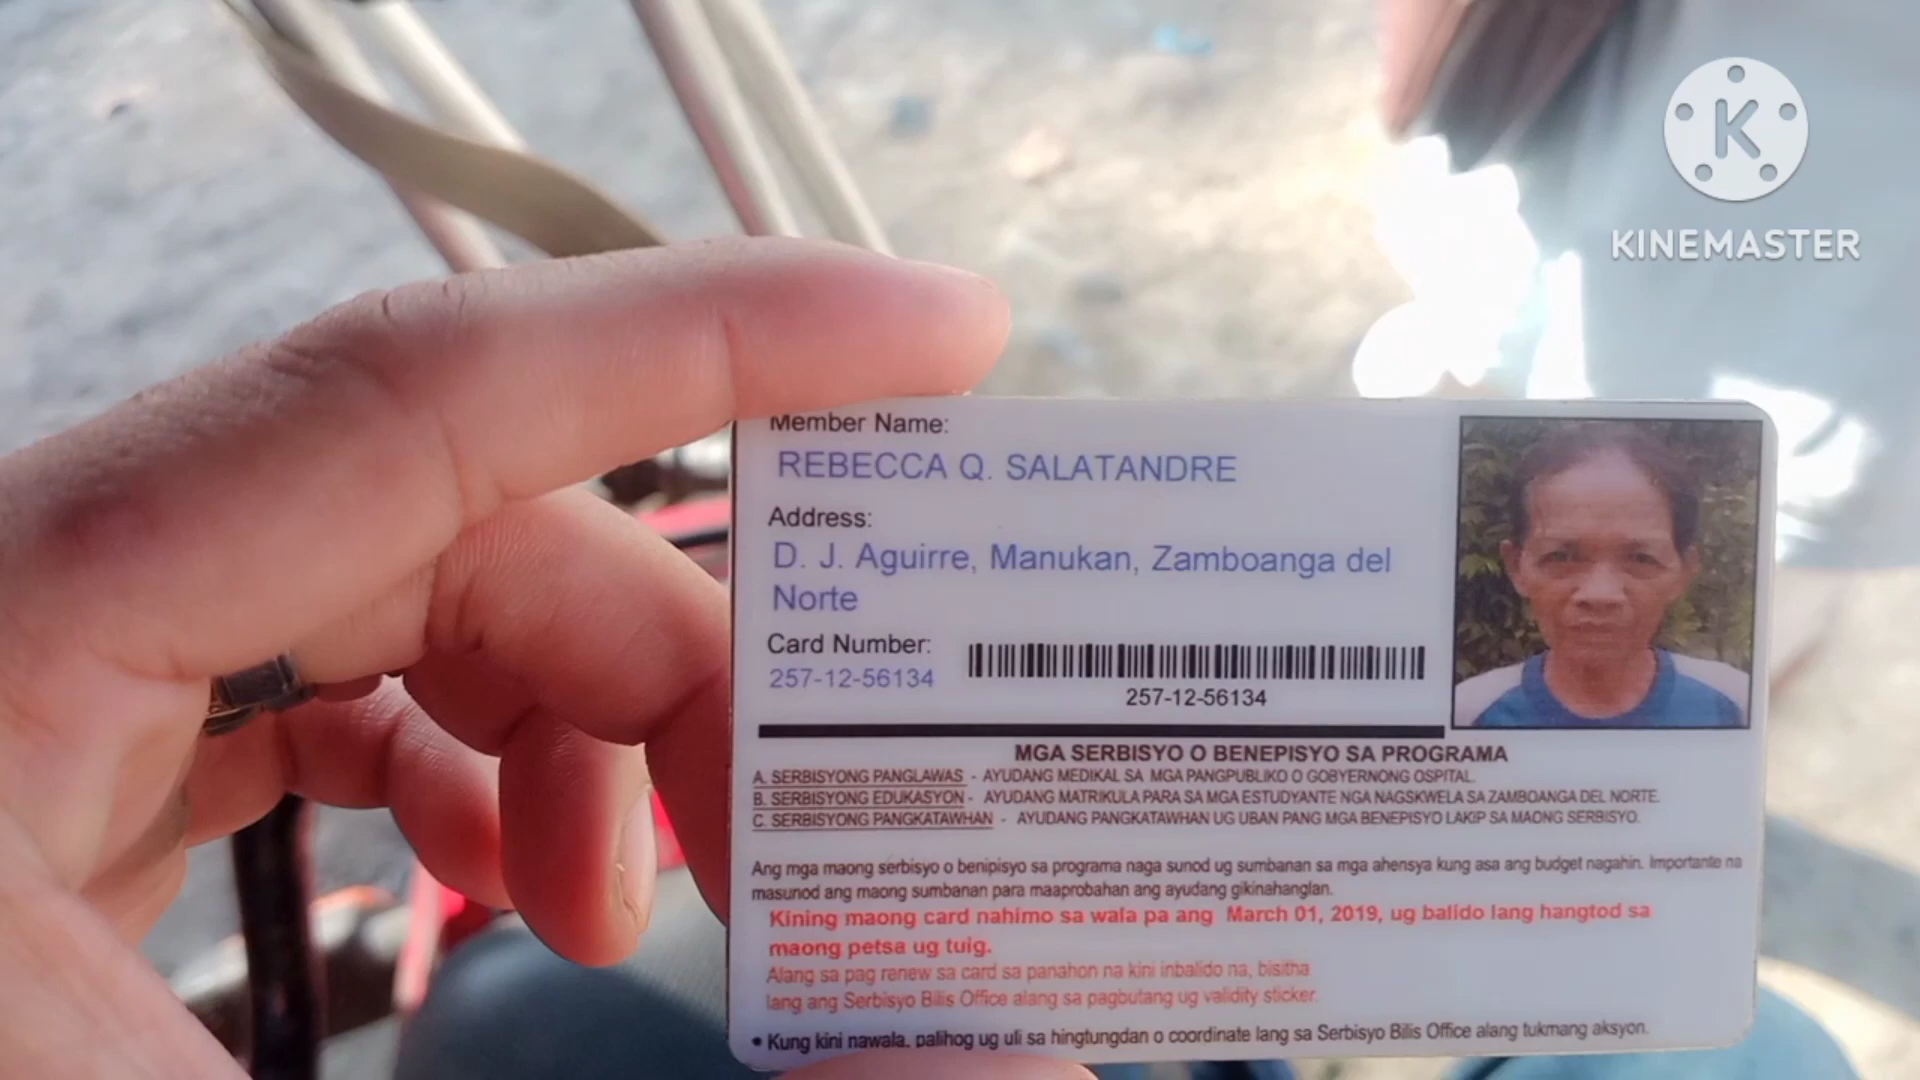 K
KINEMASTER
Member Name:
REBECCA Q. SALATANDRE
Address:
D. J. Aguirre, Manukan, Zamboanga del
Norte
Card Number:
257-12-56134
257-12-56134
MGA SERBISYO O BENEPISYO SA PROGRAMA
A. SERBISYONG PANGLAWAS - AYUDANG MEDIKAL SA MGA PANGPUBLIKO O GOBYERNONG OSPITAL.
B. SERBISYONG EDUKASYON - AYUDANG MATRIKULA PARA SA MGA ESTUDYANTE NGA NAGSKWELA SA ZAMBOANGA DEL NORTE.
C. SERBISYONG PANGKATAWHAN - AYUDANG PANGKATAWHAN UG UBAN PANG MGA BENEPISYO LAKIP SA MAONG SERBISYO.
Ang mga maong serbisyo o benipisyo sa programa naga sunod ug sumbanan sa mga ahensya kung asa ang budget nagahin. Importante na
masunod ang maong sumbanan para maaprobahan ang ayudang gikinahanglan.
Kining maong card nahimo sa wala pa ang March 01, 2019, ug balido lang hangtod sa
maong petsa ug tuig.
Alang sa pag renew sa card sa panahon na kini inbalido na, bisitha
lang ang Serbisyo Bilis Office alang sa pagbutang ug validity sticker.
• Kung kini nawala, palihog ug uli sa hingtungdan o coordinate lang sa Serbisyo Bilis Office alang tukmang aksyon.